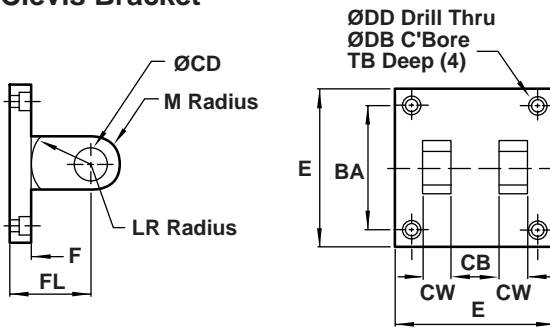 Clevis Bracket
ØDD Drill Thru
ØDB C'Bore
TB Deep (4)
ØCD
M Radius
E
BA
LR Radius
F
FL
CB
CW
CW
E